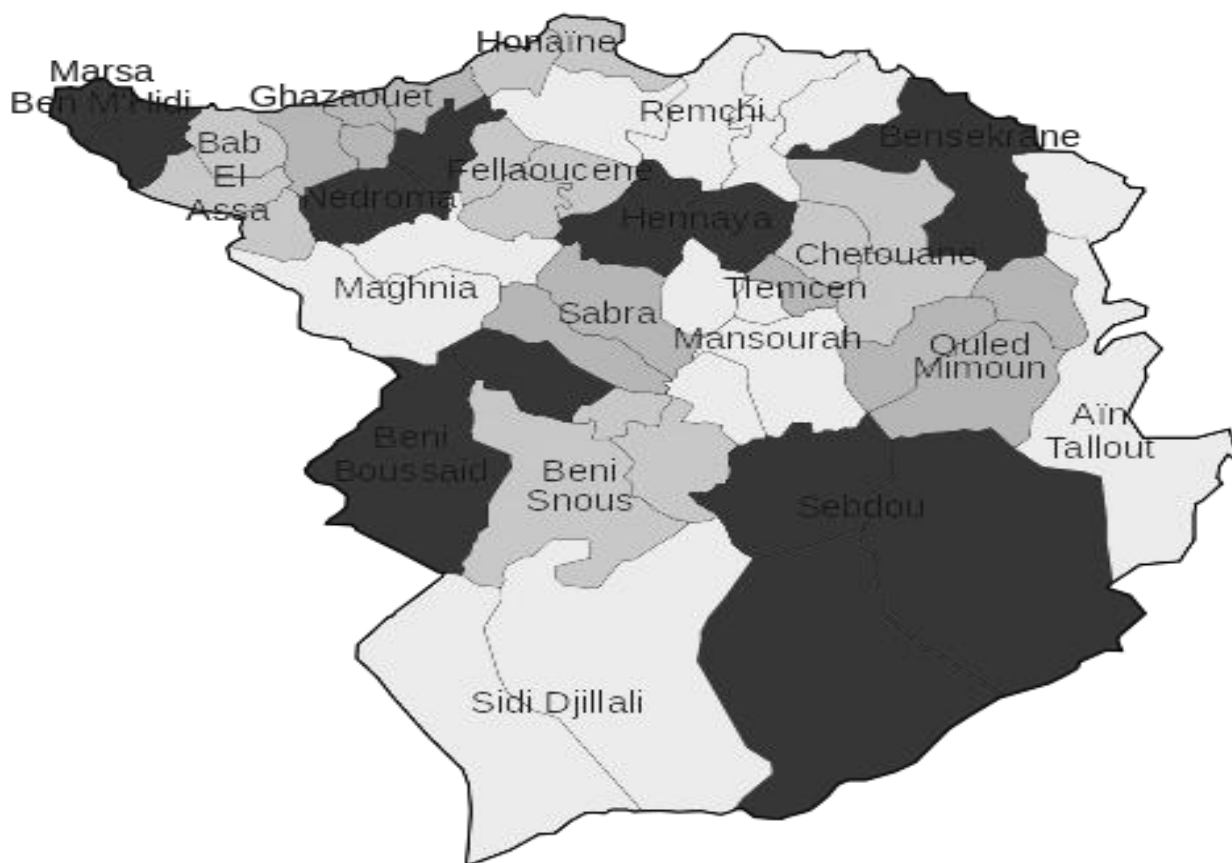 Honaïne
Marsa
Ben M'Hidi
Ghazaouet
Remchi
Bab
El
Assa
Bensekrane
Fellaoucene
Nedroma
Hennaya
Chetouane
Maghnia
Tlemcen
Sabra
Mansourah
Ouled
Mimoun
Aïn
Tallout
Beni
Boussaid
Beni
Snous
Sebdou
Sidi Djillali